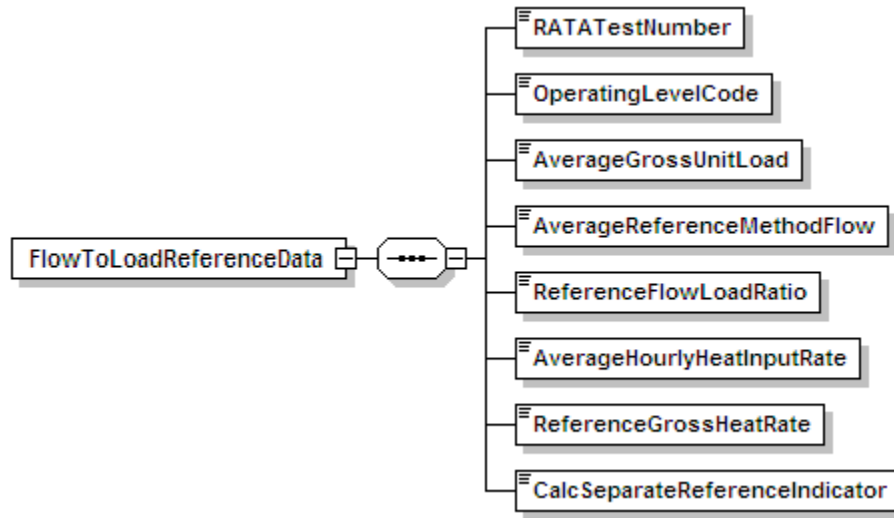 RATATestNumber
OperatingLevelCode
AverageGrossUnitLoad
AverageReferenceMethodFlow
FlowToLoadReferenceData
ReferenceFlowLoadRatio
AverageHourlyHeatInputRate
ReferenceGrossHeatRate
CalcSeparateReferenceIndicator